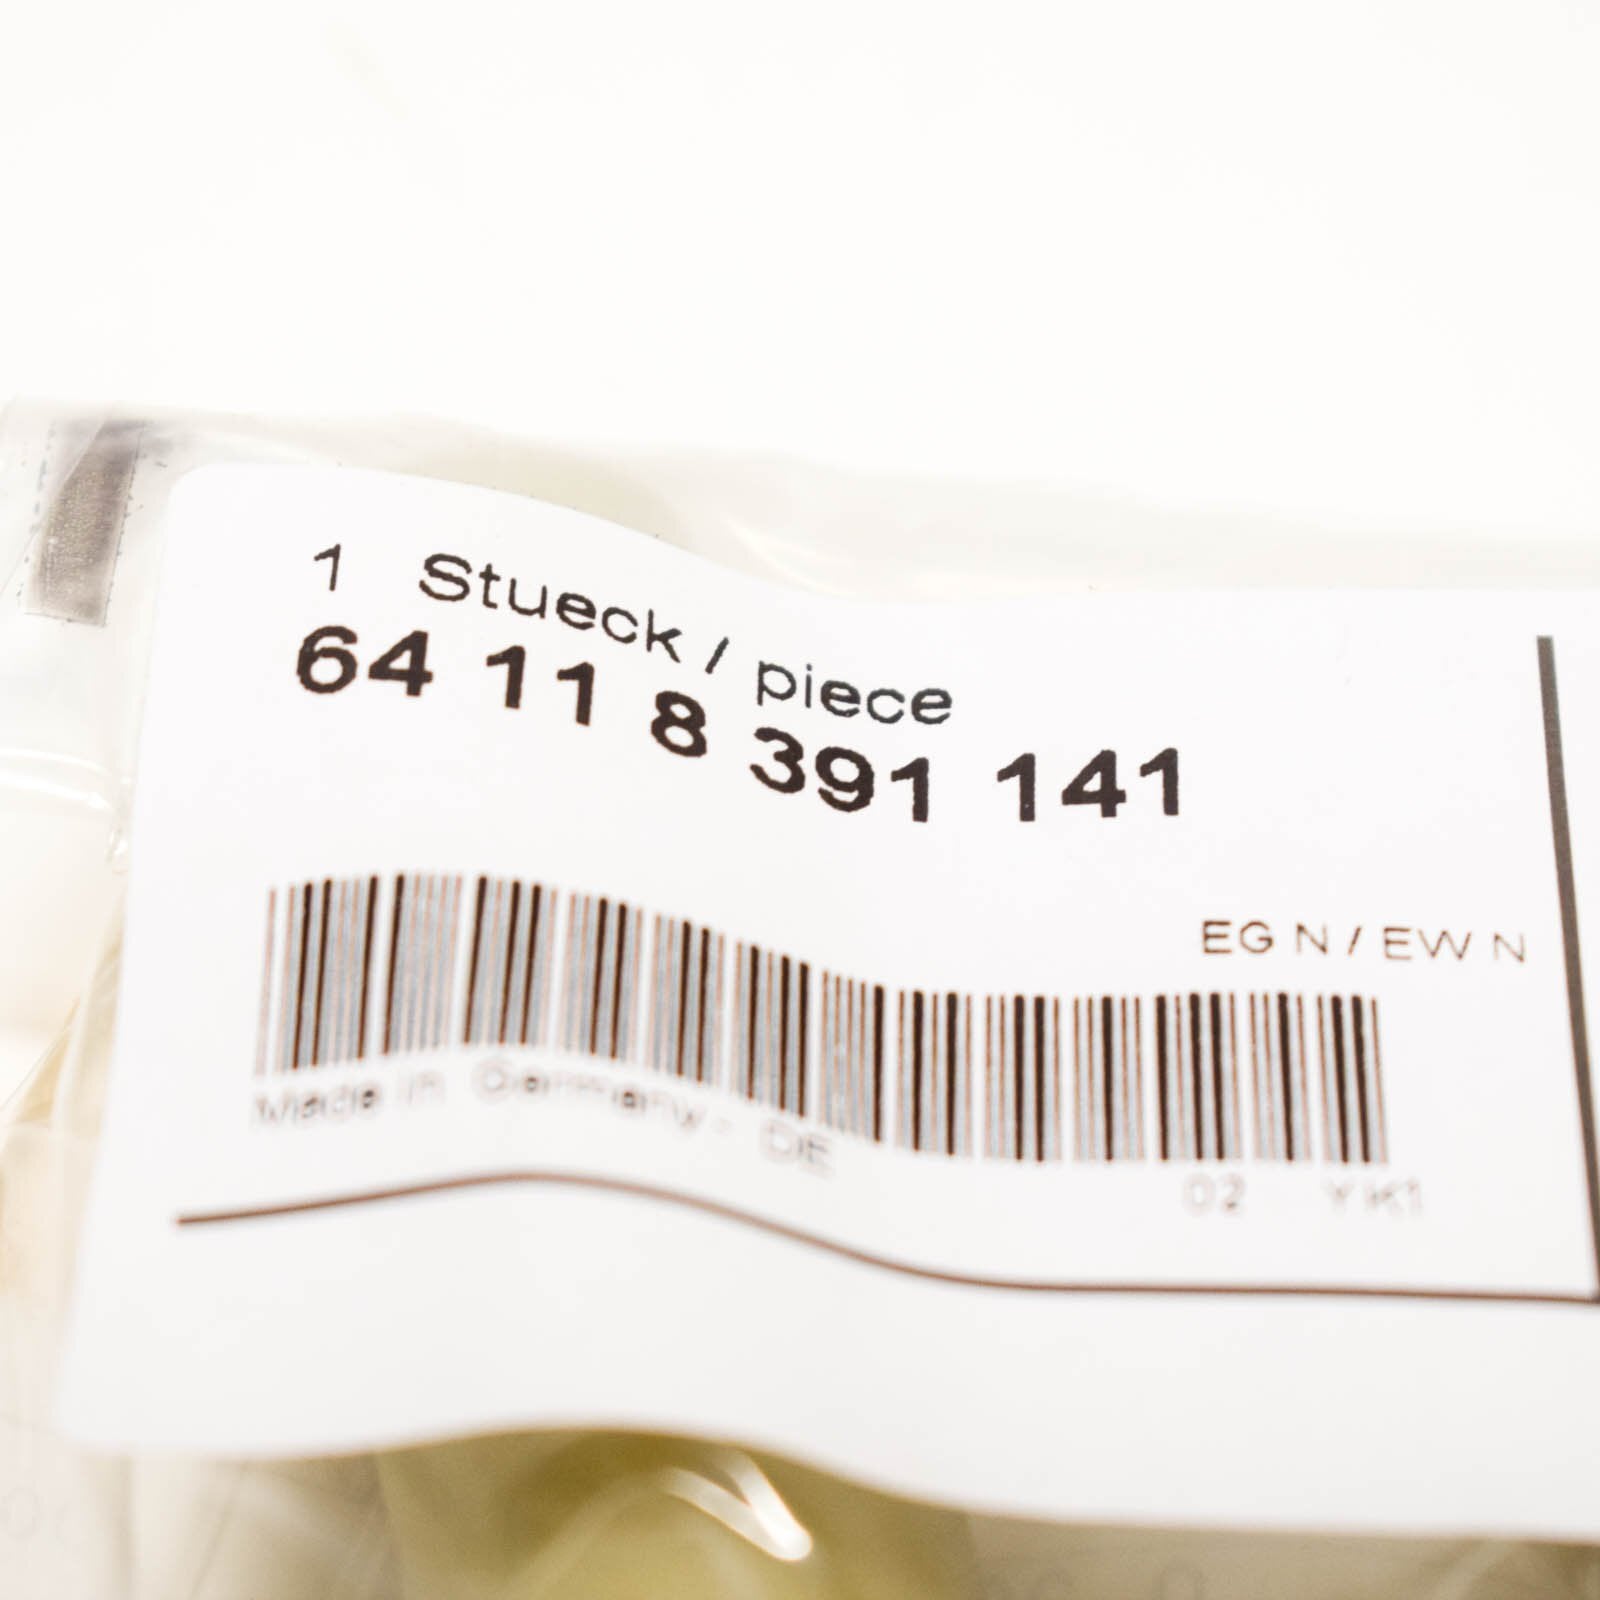 1 Stueck / piece
64 11 8 391 141
EG N / EW N
Made in Germany - DE
02 YK1